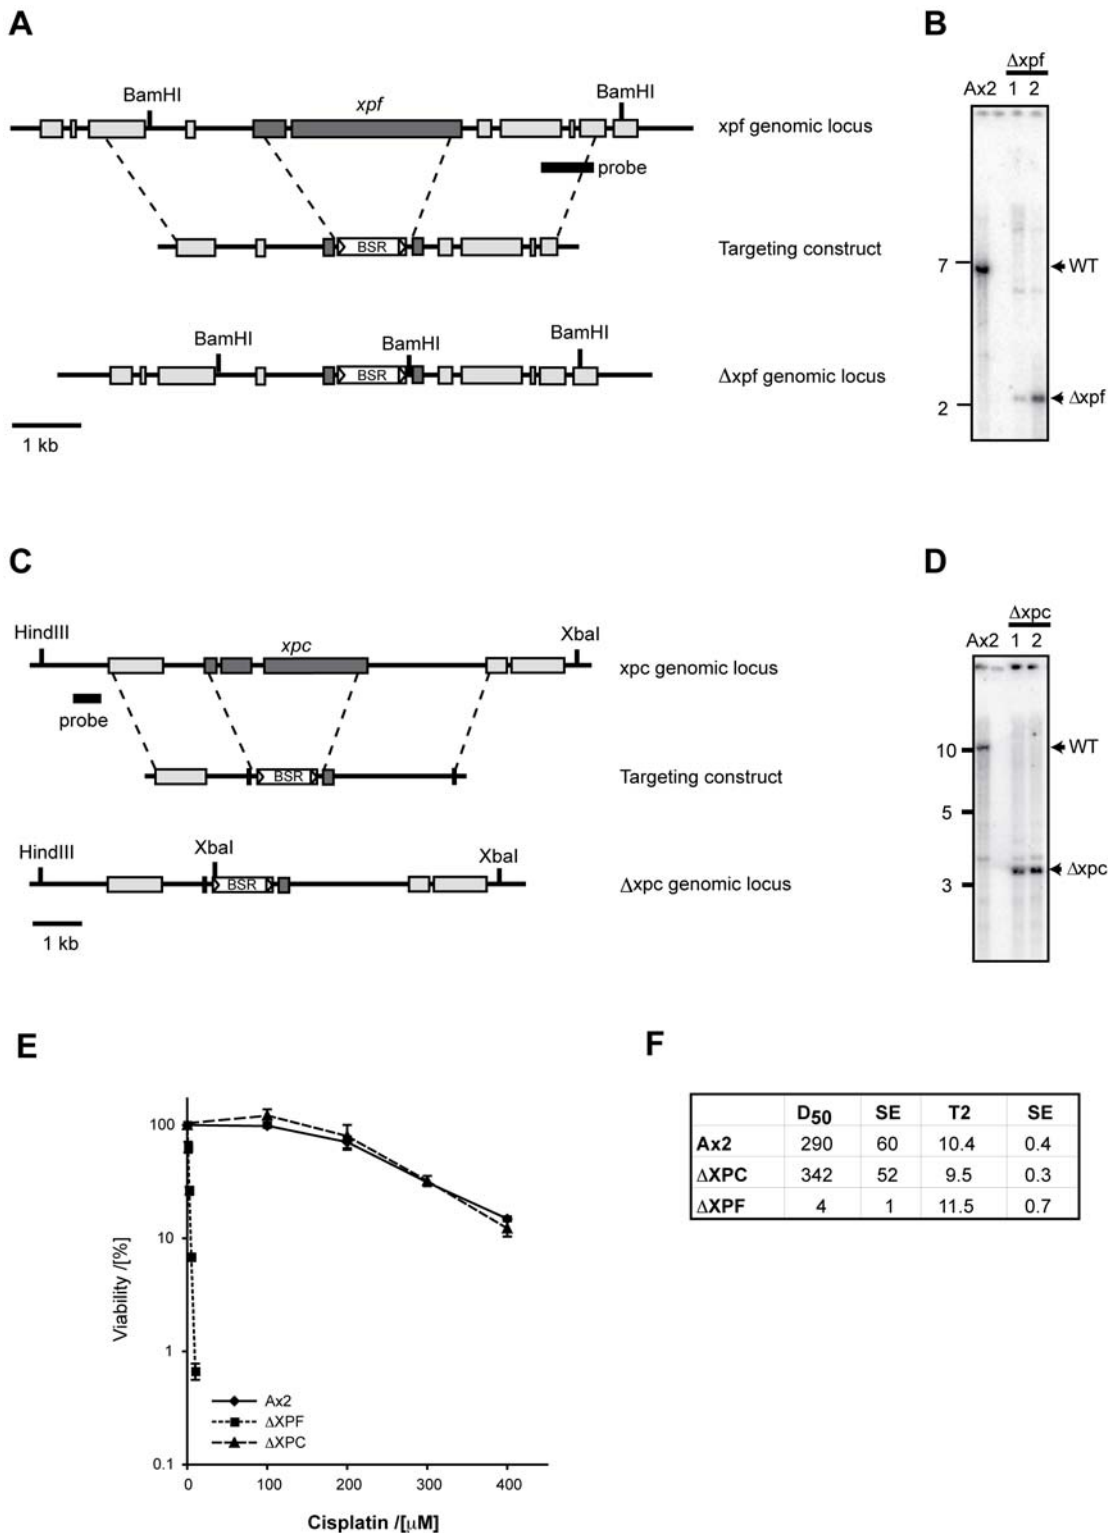 A
BamHI
xpf
BamHI
xpf genomic locus
probe
BSR
Targeting construct
BamHI
BamHI
BamHI
BSR
Δxpf genomic locus
1 kb
B
Δxpf
Ax2 1 2
7
WT
2
Δxpf
C
HindIII
xpc
XbaI
xpc genomic locus
probe
BSR
Targeting construct
HindIII
XbaI
XbaI
BSR
Δxpc genomic locus
1 kb
D
Δxpc
Ax2 1 2
10
WT
5
3
Δxpc
E
Viability /[%]
100
10
1
0.1
Ax2
ΔXPF
ΔXPC
0 100 200 300 400
Cisplatin /[μM]
F
D50 SE T2 SE
Ax2 290 60 10.4 0.4
ΔXPC 342 52 9.5 0.3
ΔXPF 4 1 11.5 0.7